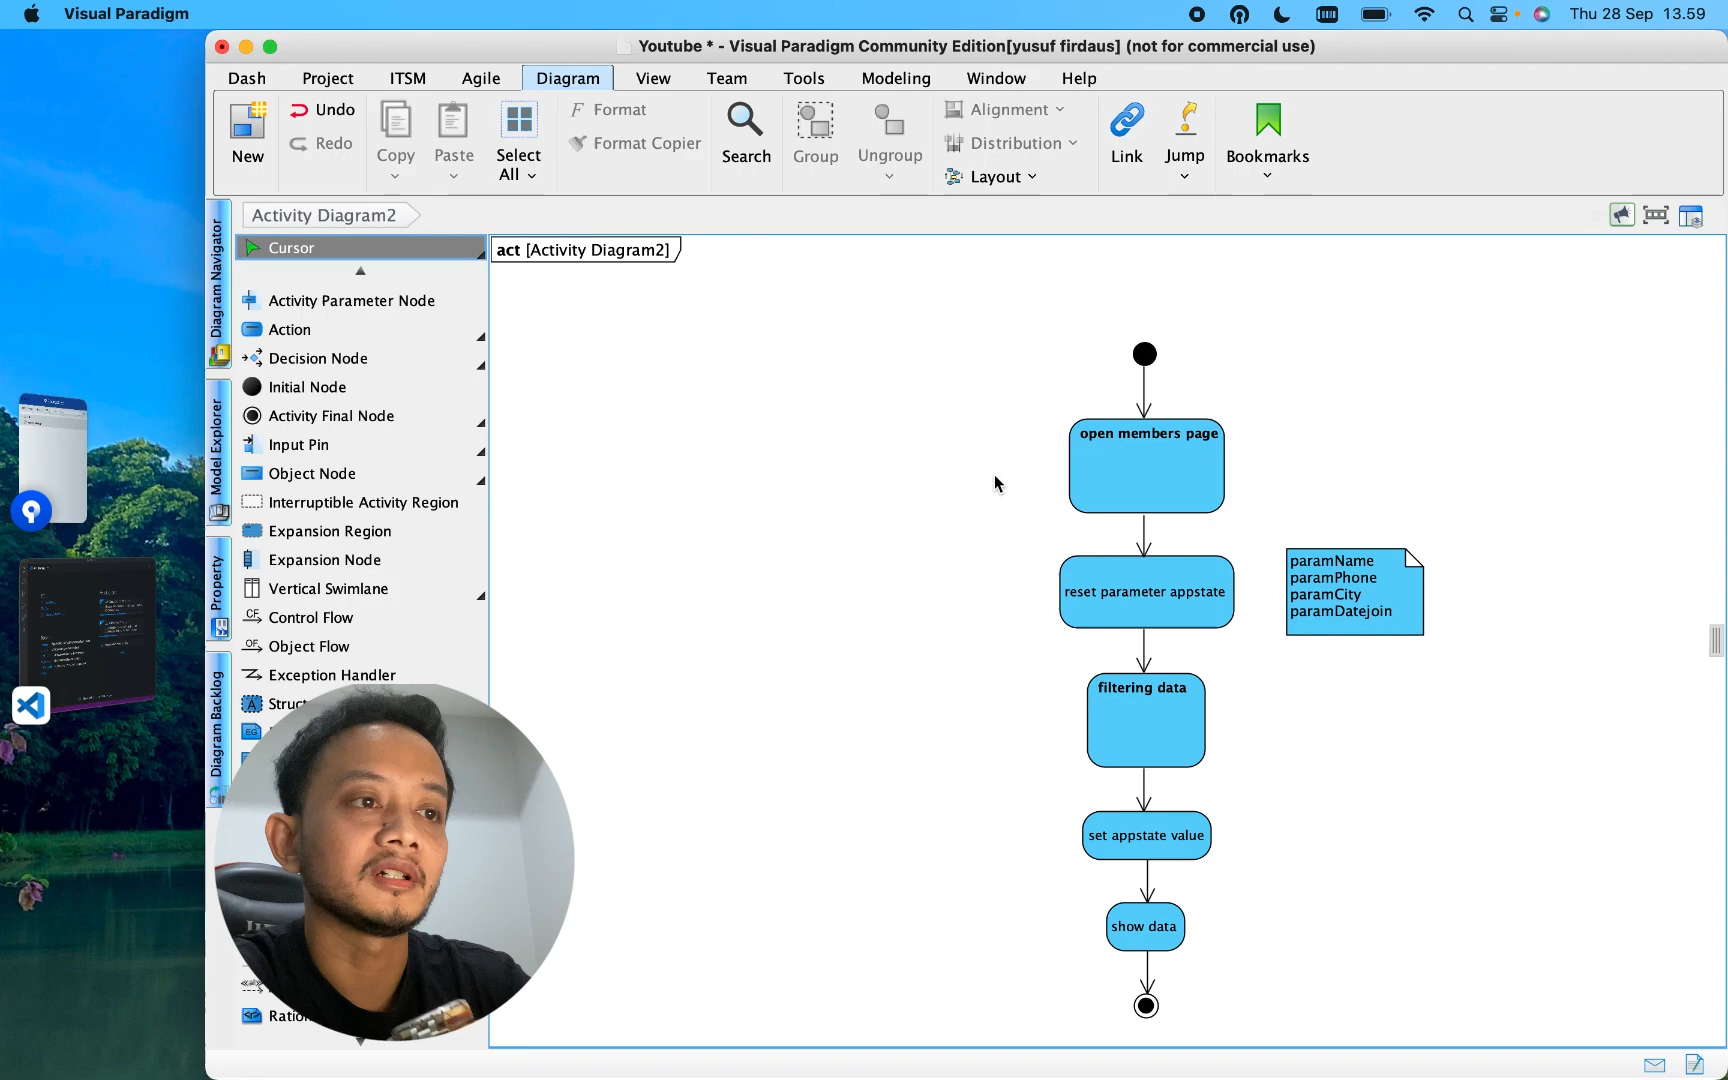 Visual Paradigm
Thu 28 Sep 13.59
Youtube * - Visual Paradigm Community Edition[yusuf firdaus] (not for commercial use)
Dash Project ITSM Agile Diagram View Team Tools Modeling Window Help
New
Undo
Redo
Copy
Paste
Select
All
Format
Format Copier
Search
Group
Ungroup
Alignment
Distribution
Layout
Link
Jump
Bookmarks
Activity Diagram2
Diagram Navigator
Model Explorer
Property
Diagram Backlog
Cursor
Activity Parameter Node
Action
Decision Node
Initial Node
Activity Final Node
Input Pin
Object Node
Interruptible Activity Region
Expansion Region
Expansion Node
Vertical Swimlane
Control Flow
Object Flow
Exception Handler
act [Activity Diagram2]
open members page
reset parameter appstate
paramName
paramPhone
paramCity
paramDatejoin
filtering data
set appstate value
show data